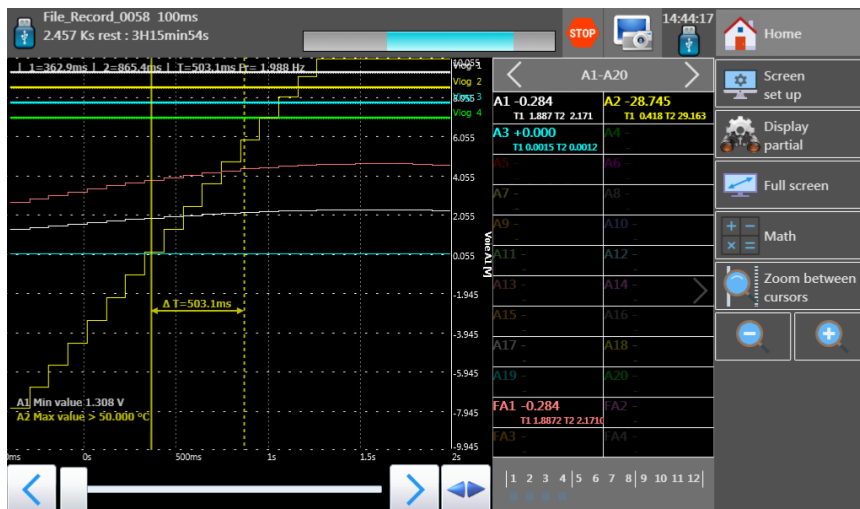 File_Record_0058 100ms
2.457 Ks rest : 3H15min54s
STOP
14:44:17
Home
1=362.9ms | 2=865.4ms | T=503.1ms Fr= 1.988 Hz
10.055
Vlog 1
Vlog 2
8.055
Vlog 3
Vlog 4
6.055
4.055
2.055
0.055
-1.945
-3.945
-5.945
-7.945
-9.945
Voie A1 [V]
Δ T=503.1ms
A1 Min value 1.308 V
A2 Max value > 50.000 °C
0s
500ms
1s
1.5s
2s
A1-A20
A1 -0.284
T1 1.887 T2 2.171
A2 -28.745
T1 0.418 T2 29.163
A3 +0.000
T1 0.0015 T2 0.0012
A4 -
A5 -
A6 -
A7 -
A8 -
A9 -
A10 -
A11 -
A12 -
A13 -
A14 -
A15 -
A16 -
A17 -
A18 -
A19 -
A20 -
FA1 -0.284
T1 1.8872 T2 2.1710
FA2 -
FA3 -
FA4 -
1 2 3 4 5 6 7 8 9 10 11 12
Screen
set up
Display
partial
Full screen
Math
Zoom between
cursors